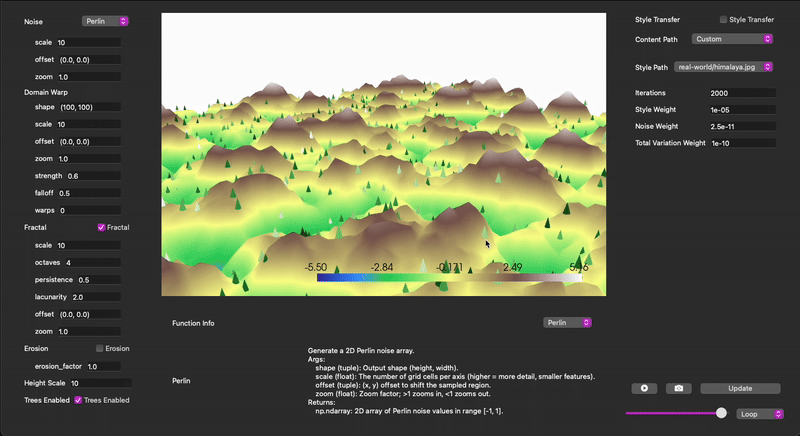 Noise Perlin
scale 10
offset (0.0, 0.0)
zoom 1.0
Domain Warp
shape (100, 100)
scale 10
offset (0.0, 0.0)
zoom 1.0
strength 0.6
falloff 0.5
warps 0
Fractal Fractal
scale 10
octaves 4
persistence 0.5
lacunarity 2.0
offset (0.0, 0.0)
zoom 1.0
Erosion Erosion
erosion_factor 1.0
Height Scale 10
Trees Enabled Trees Enabled
-5.50 -2.84 -0.171 2.49 5.16
Function Info Perlin
Perlin
Generate a 2D Perlin noise array.
Args:
shape (tuple): Output shape (height, width).
scale (float): The number of grid cells per axis (higher = more detail, smaller features).
offset (tuple): (x, y) offset to shift the sampled region.
zoom (float): Zoom factor; >1 zooms in, <1 zooms out.
Returns:
np.ndarray: 2D array of Perlin noise values in range [-1, 1].
Style Transfer Style Transfer
Content Path Custom
Style Path real-world/himalaya.jpg
Iterations 2000
Style Weight 1e-05
Noise Weight 2.5e-11
Total Variation Weight 1e-10
Update
Loop